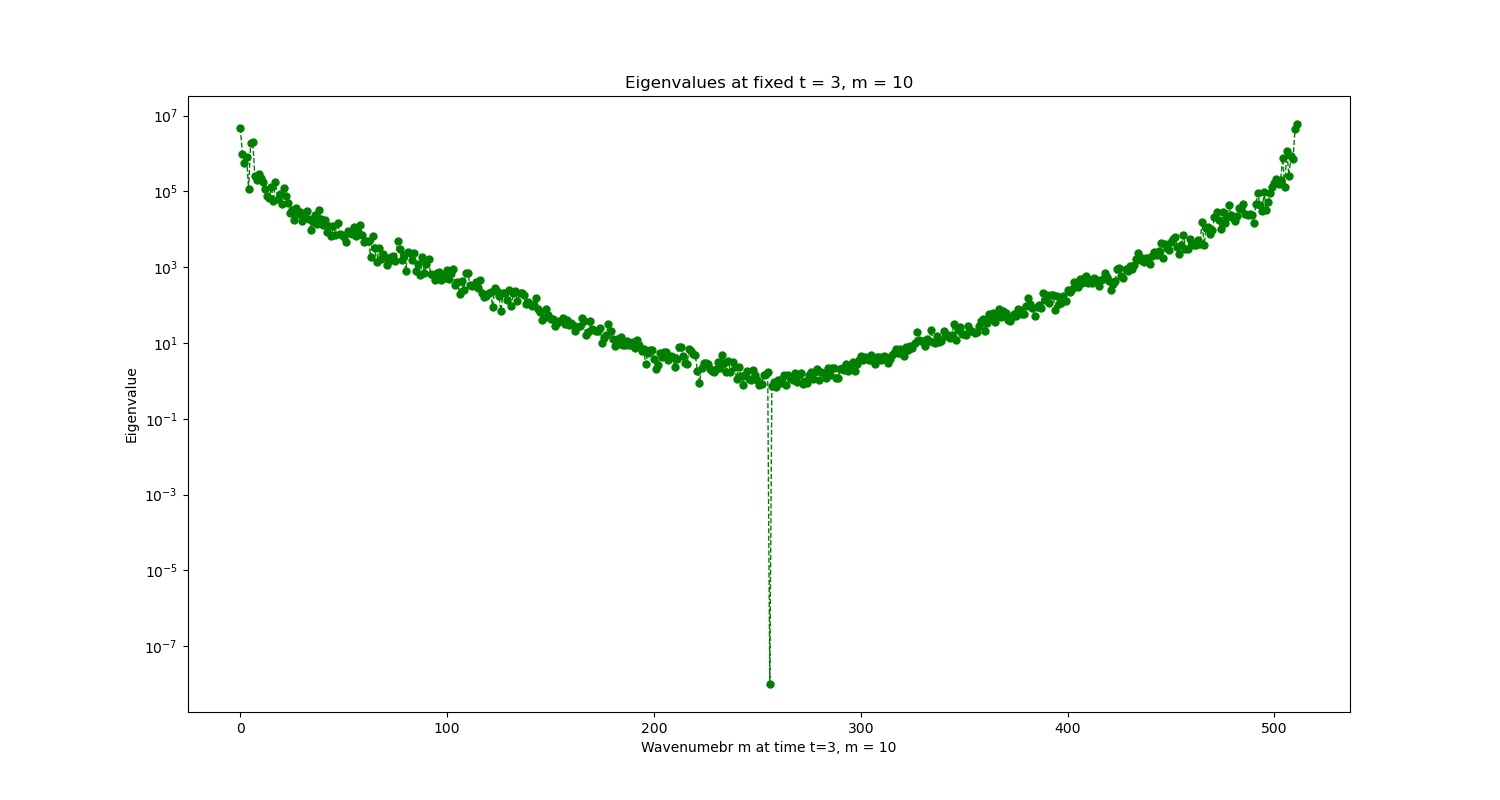 Eigenvalues at fixed t = 3, m = 10
Eigenvalue
10^7
10^5
10^3
10^1
10^-1
10^-3
10^-5
10^-7
0 100 200 300 400 500
Wavenumebr m at time t=3, m = 10